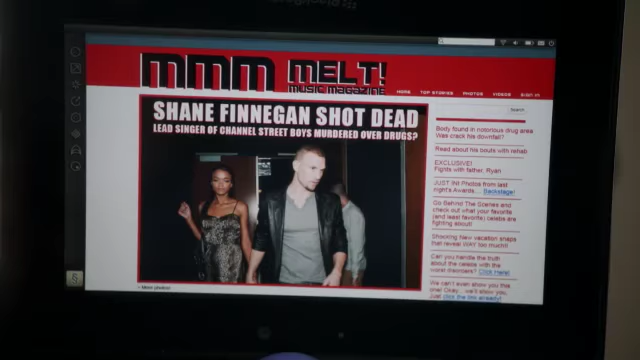 mmm MELT!
MUSIC MAGAZINE
HOME TOP STORIES PHOTOS VIDEOS SIGN IN
SHANE FINNEGAN SHOT DEAD
LEAD SINGER OF CHANNEL STREET BOYS MURDERED OVER DRUGS?
Search
Body found in notorious drug area
Was crack his downfall?
Read about his bouts with rehab
EXCLUSIVE!
Fights with father, Ryan
JUST IN! Photos from last
night's Awards... Backstage!
Go Behind The Scenes and
check out what your favorite
(and least favorite) celebs are
fighting about!
Shocking New vacation snaps
that reveal WAY too much!!
Can you handle the truth
about the celebs with the
worst disorders? Click Here!
We can't even show you this
one! Okay... we'll show you,
Just click the link already!